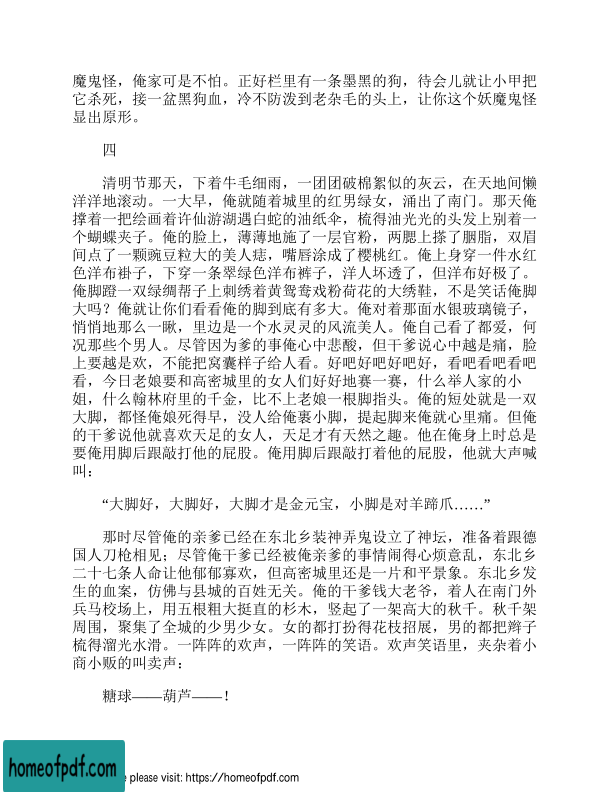 魔鬼怪，俺家可是不怕。正好栏里有一条墨黑的狗，待会儿就让小甲把
它杀死，接一盆黑狗血，冷不防泼到老杂毛的头上，让你这个妖魔鬼怪
显出原形。
四
清明节那天，下着牛毛细雨，一团团破棉絮似的灰云，在天地间懒
洋洋地滚动。一大早，俺就随着城里的红男绿女，涌出了南门。那天俺
撑着一把绘画着许仙游湖遇白蛇的油纸伞，梳得油光光的头发上别着一
个蝴蝶夹子。俺的脸上，薄薄地施了一层官粉，两腮上搽了胭脂，双眉
间点了一颗豌豆粒大的美人痣，嘴唇涂成了樱桃红。俺上身穿一件水红
色洋布褂子，下穿一条翠绿色洋布裤子，洋人坏透了，但洋布好极了。
俺脚蹬一双绿绸帮子上刺绣着黄鸳鸯戏粉荷花的大绣鞋，不是笑话俺脚
大吗？俺就让你们看看俺的脚到底有多大。俺对着那面水银玻璃镜子，
悄悄地那么一瞅，里边是一个水灵灵的风流美人。俺自己看了都爱，何
况那些个男人。尽管因为爹的事俺心中悲酸，但干爹说心中越是痛，脸
上要越是欢，不能把窝囊样子给人看。好吧好吧好吧好，看吧看吧看吧
看，今日老娘要和高密城里的女人们好好地赛一赛，什么举人家的小
姐，什么翰林府里的千金，比不上老娘一根脚指头。俺的短处就是一双
大脚，都怪俺娘死得早，没人给俺裹小脚，提起脚来俺就心里痛。但俺
的干爹说他就喜欢天足的女人，天足才有天然之趣。他在俺身上时总是
要俺用脚后跟敲打他的屁股。俺用脚后跟敲打着他的屁股，他就大声喊
叫：
“大脚好，大脚好，大脚才是金元宝，小脚是对羊蹄爪……”
那时尽管俺的亲爹已经在东北乡装神弄鬼设立了神坛，准备着跟德
国人刀枪相见；尽管俺干爹已经被俺亲爹的事情闹得心烦意乱，东北乡
二十七条人命让他郁郁寡欢，但高密城里还是一片和平景象。东北乡发
生的血案，仿佛与县城的百姓无关。俺的干爹钱大老爷，着人在南门外
兵马校场上，用五根粗大挺直的杉木，竖起了一架高大的秋千。秋千架
周围，聚集了全城的少男少女。女的都打扮得花枝招展，男的都把辫子
梳得溜光水滑。一阵阵的欢声，一阵阵的笑语。欢声笑语里，夹杂着小
商小贩的叫卖声：
糖球——葫芦——！
homeofpdf.com
please visit: https://homeofpdf.com